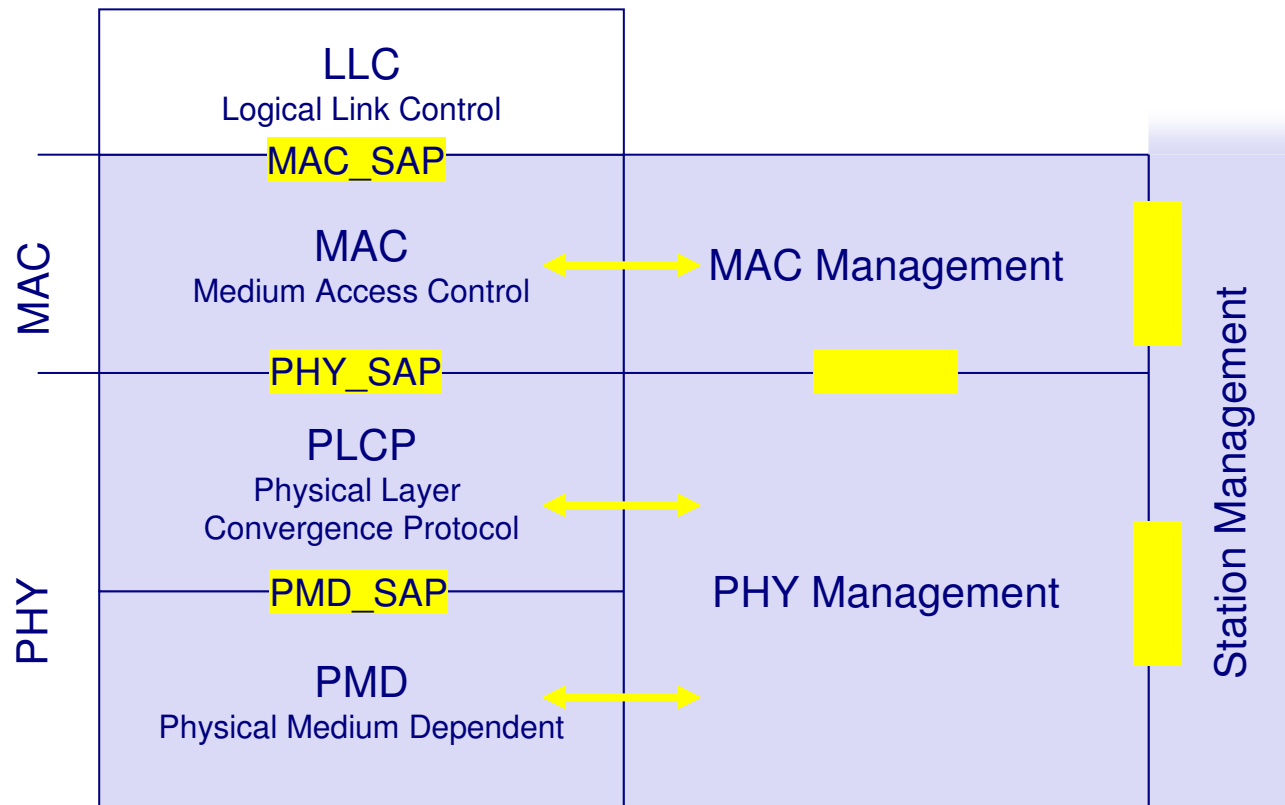 LLC
Logical Link Control
MAC_SAP
MAC
MAC
Medium Access Control
MAC Management
PHY_SAP
PLCP
Physical Layer
Convergence Protocol
PHY
PMD_SAP
PHY Management
PMD
Physical Medium Dependent
Station Management